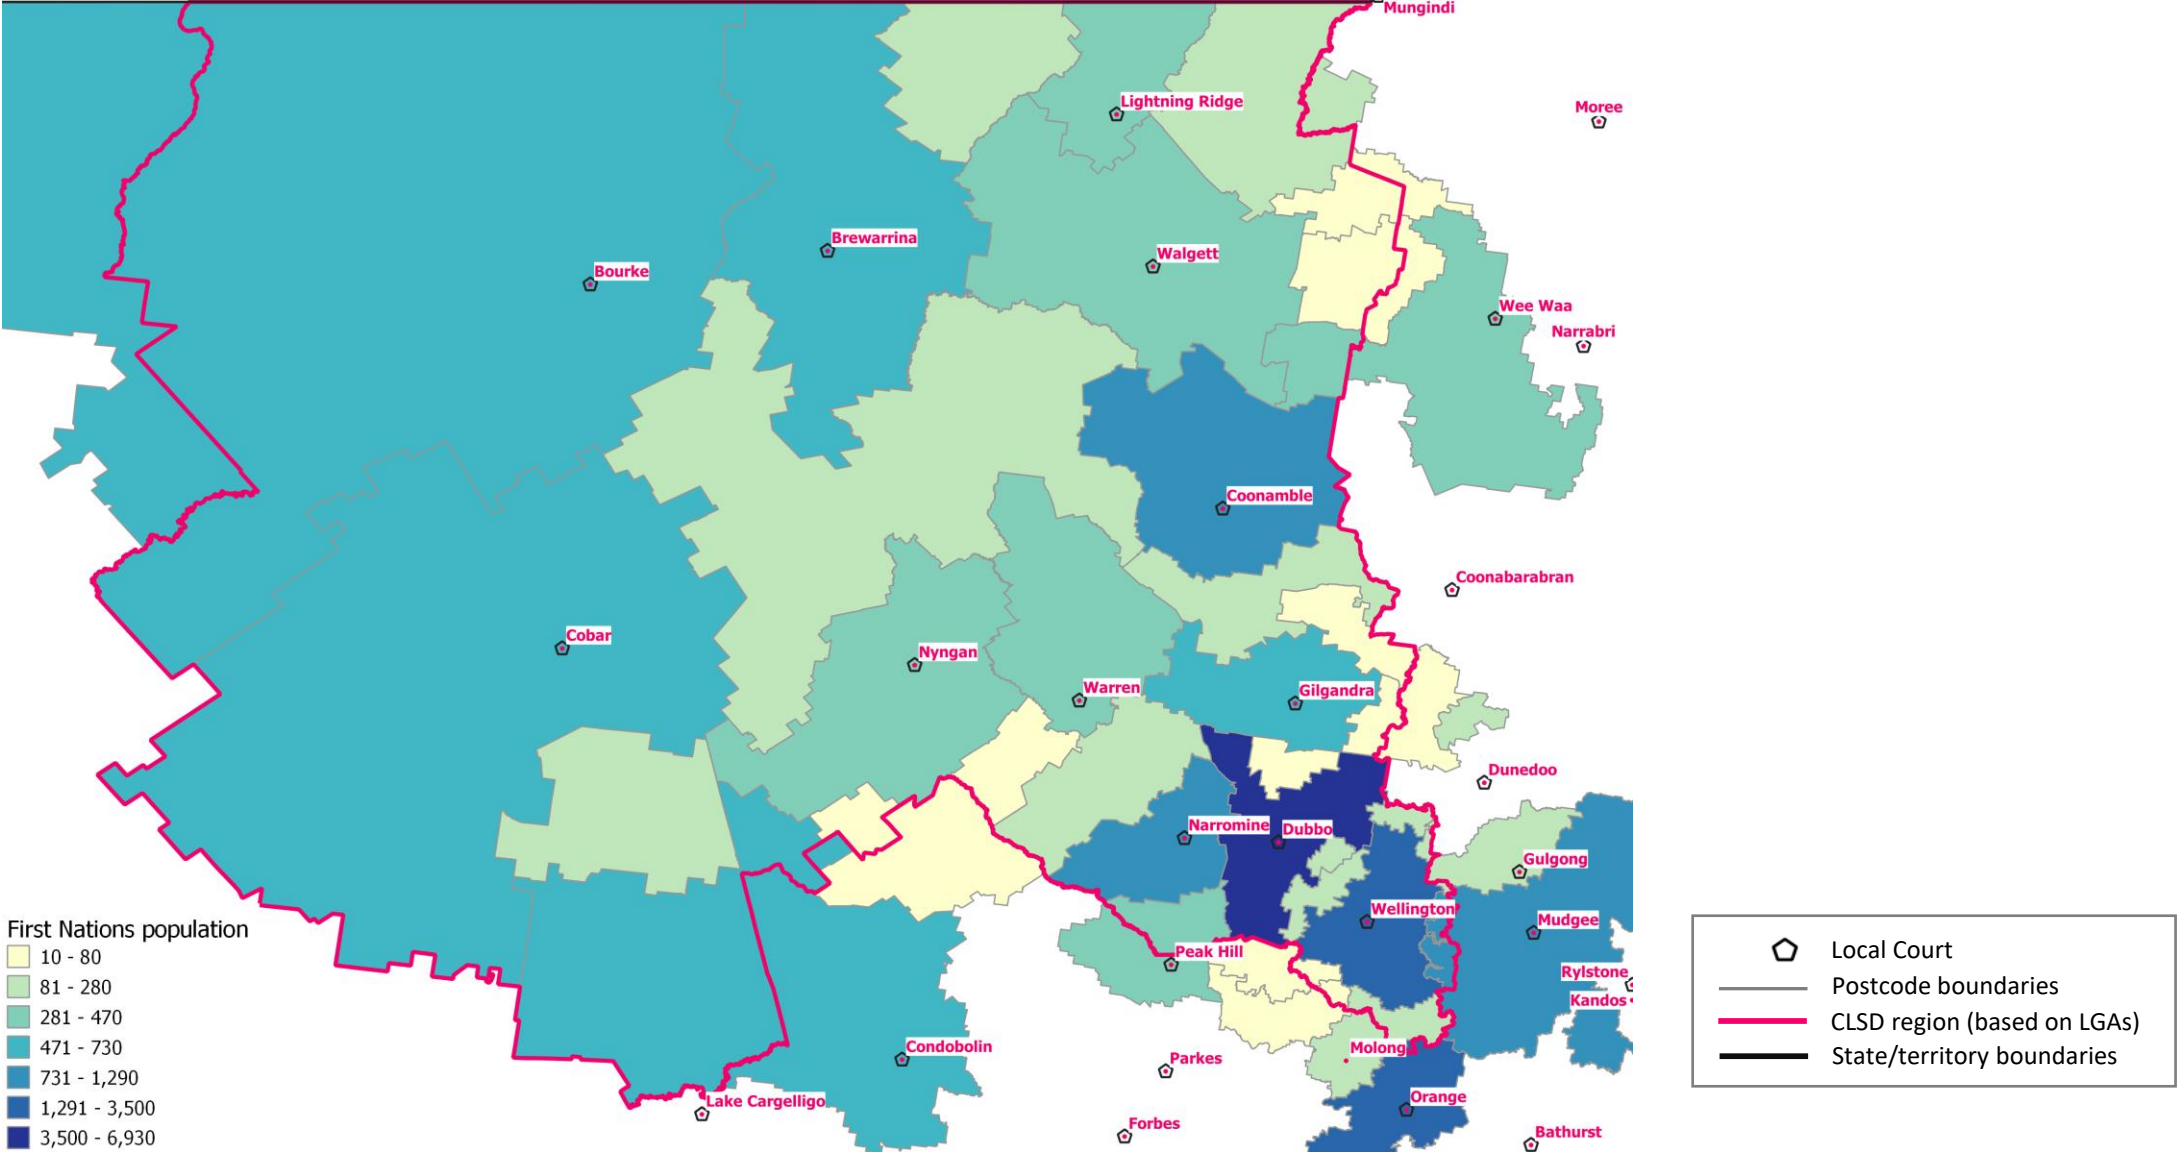 Mungindi
Lightning Ridge
Moree
Brewarrina
Walgett
Bourke
Wee Waa
Narrabri
Coonamble
Coonabarabran
Cobar
Nyngan
Warren
Gilgandra
Dunedoo
Narromine
Dubbo
Gulgong
Wellington
Mudgee
Peak Hill
Rylstone
Kandos
Condobolin
Molong
Parkes
Lake Cargelligo
Orange
Forbes
Bathurst
First Nations population
10 - 80
81 - 280
281 - 470
471 - 730
731 - 1,290
1,291 - 3,500
3,500 - 6,930
Local Court
Postcode boundaries
CLSD region (based on LGAs)
State/territory boundaries